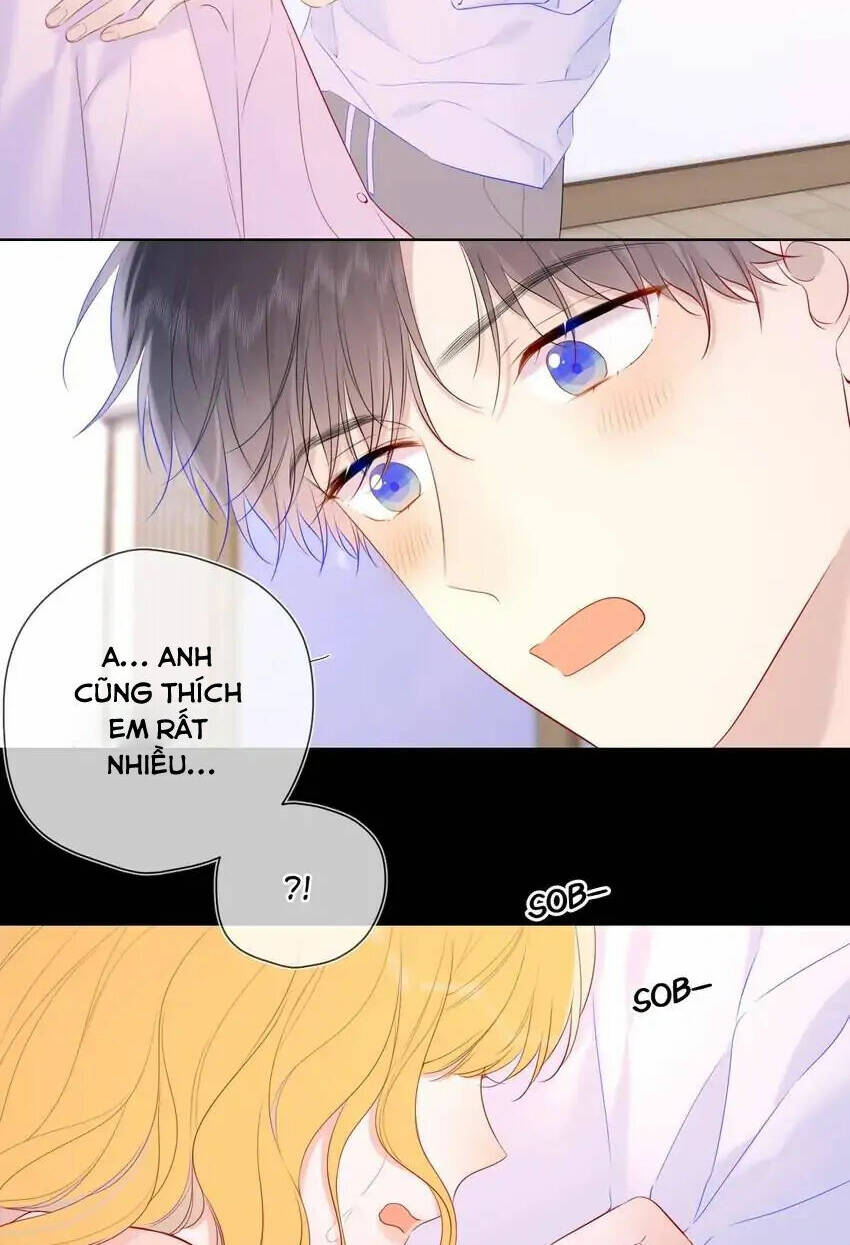 A... ANH
CŨNG THÍCH
EM RẤT
NHIỀU...
?!
SOB–
SOB–